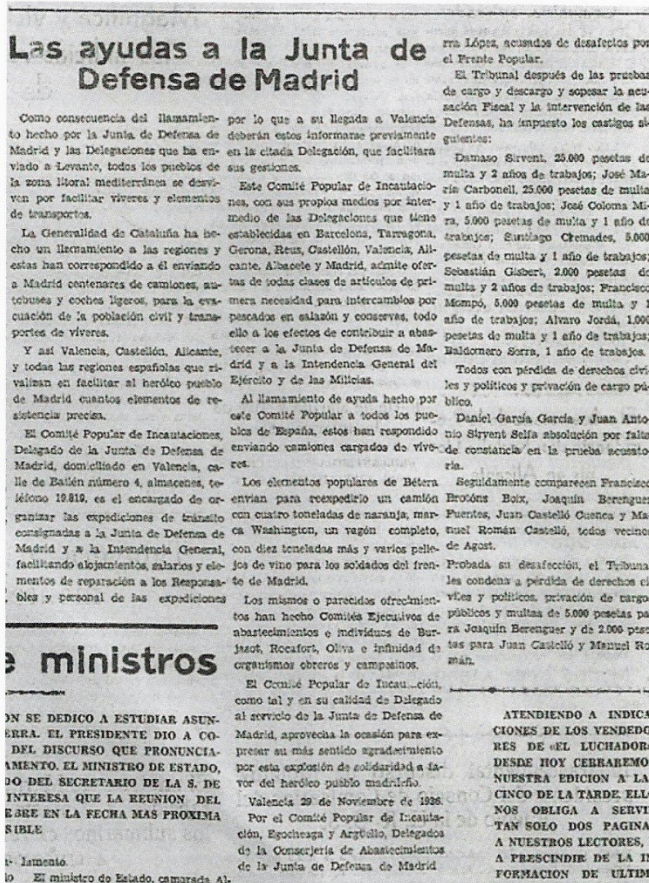 Las ayudas a la Junta de
Defensa de Madrid
Como consecuencia del llamamien-
to hecho por la Junta de Defensa de
Madrid y las Delegaciones que ha en-
viado a Levante, todos los pueblos de
la zona litoral mediterránea se desvi-
ven por facilitar víveres y elementos
de transportes.
La Generalidad de Cataluña ha he-
cho un llamamiento a las regiones y
estas han correspondido a él enviando
a Madrid centenares de camiones, au-
tobuses y coches ligeros, para la eva-
cuación de la población civil y trans-
portes de víveres.
Y así Valencia, Castellón, Alicante,
y todas las regiones españolas que ri-
valizan en facilitar al heróico pueblo
de Madrid cuantos elementos de re-
sistencia precisa.
El Comité Popular de Incautaciones,
Delegado de la Junta de Defensa de
Madrid, domiciliado en Valencia, ca-
lle de Bailén número 4, almacenes, te-
léfono 19.819, es el encargado de or-
ganizar las expediciones de tránsito
consignadas a la Junta de Defensa de
Madrid y a la Intendencia General,
facilitando alojamientos, salarios y ele-
mentos de reparación a los Responsa-
bles y personal de las expediciones
por lo que a su llegada a Valencia
deberán estos informarse previamente
en la citada Delegación, que facilitara
sus gestiones.
Este Comité Popular de Incautacio-
nes, con sus propios medios por inter-
medio de las Delegaciones que tiene
establecidas en Barcelona, Tarragona,
Gerona, Reus, Castellón, Valencia, Ali-
cante, Albacete y Madrid, admite ofer-
tas de todas clases de artículos de pri-
mera necesidad para intercambios por
pescados en salazón y conservas, todo
ello a los efectos de contribuir a abas-
tecer a la Junta de Defensa de Ma-
drid y a la Intendencia General del
Ejército y de las Milicias.
Al llamamiento de ayuda hecho por
este Comité Popular a todos los pue-
blos de España, estos han respondido
enviando camiones cargados de víve-
res.
Los elementos populares de Bétera
envian para reexpedirlo un camión
con cuatro toneladas de naranja, mar-
ca Washington, un vagón completo,
con diez toneladas más y varios pelle-
jos de vino para los soldados del fren-
te de Madrid.
Los mismos o parecidos ofrecimien-
tos han hecho Comités Ejecutivos de
abastecimientos e individuos de Bur-
jasot, Rocafort, Oliva e infinidad de
organismos obreros y campesinos.
El Comité Popular de Incau ción,
como tal y en su calidad de Delegado
al servicio de la Junta de Defensa de
Madrid, aprovecha la ocasión para ex-
presar su más sentido agradecimiento
por esta explosión de solidaridad a fa-
vor del heróico pueblo madrileño.
Valencia 29 de Noviembre de 1936.
Por el Comité Popular de Incauta-
ción, Egocheaga y Argüello, Delegados
de la Consejería de Abastecimientos
de la Junta de Defensa de Madrid
rra López, acusados de desafectos por
el Frente Popular.
El Tribunal después de las pruebas
de cargo y descargo y sopesar la acu-
sación Fiscal y la intervención de las
Defensas, ha impuesto los castigos si-
guientes:
Damaso Sirvent, 25.000 pesetas de
multa y 2 años de trabajos; José Ma-
ría Carbonell, 25.000 pesetas de multa
y 1 año de trabajos; José Coloma Mi-
ra, 5.000 pesetas de multa y 1 año de
trabajos; Santiago Cremades, 5.000
pesetas de multa y 1 año de trabajos;
Sebastián Gisbert, 2.000 pesetas de
multa y 2 años de trabajos; Francisco
Mompó, 5.000 pesetas de multa y 1
año de trabajos; Alvaro Jordá, 1.000
pesetas de multa y 1 año de trabajos;
Baldomero Sorra, 1 año de trabajos.
Todos con pérdida de derechos civi-
les y políticos y privación de cargo pú-
blico.
Daniel García García y Juan Anto-
nio Sirvent Selfa absolución por falta
de constancia en la prueba acusato-
ria.
Seguidamente comparecen Francisco
Brotóns Boix, Joaquín Berenguer
Puentes, Juan Castelló Cuenca y Ma-
nuel Román Castelló, todos vecinos
de Agost.
Probada su desafección, el Tribunal
les condena a pérdida de derechos ci-
viles y políticos, privación de cargos
públicos y multas de 5.000 pesetas pa-
ra Joaquín Berenguer y de 2.000 pese-
tas para Juan Castelló y Manuel Ro-
mán.
e ministros
ON SE DEDICO A ESTUDIAR ASUN-
ERRA. EL PRESIDENTE DIO A CO-
DEL DISCURSO QUE PRONUNCIA-
AMENTO. EL MINISTRO DE ESTADO,
DO DEL SECRETARIO DE LA S. DE
INTERESA QUE LA REUNION DEL
EBRE EN LA FECHA MAS PROXIMA
SIBLE
lamento.
El ministro de Estado, camarada Al-
ATENDIENDO A INDICA
CIONES DE LOS VENDEDO
RES DE «EL LUCHADOR»
DESDE HOY CERRAREMOS
NUESTRA EDICION A LA
CINCO DE LA TARDE. ELL
NOS OBLIGA A SERVI
TAN SOLO DOS PAGINA
A NUESTROS LECTORES,
A PRESCINDIR DE LA I
FORMACION DE ULTIM